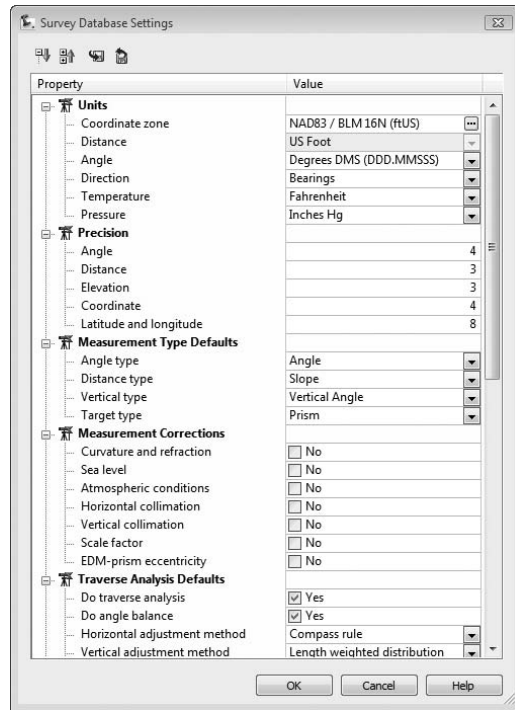 Survey Database Settings
Property Value
Units
Coordinate zone NAD83 / BLM 16N (ftUS)
Distance US Foot
Angle Degrees DMS (DDD.MMSSS)
Direction Bearings
Temperature Fahrenheit
Pressure Inches Hg
Precision
Angle 4
Distance 3
Elevation 3
Coordinate 4
Latitude and longitude 8
Measurement Type Defaults
Angle type Angle
Distance type Slope
Vertical type Vertical Angle
Target type Prism
Measurement Corrections
Curvature and refraction No
Sea level No
Atmospheric conditions No
Horizontal collimation No
Vertical collimation No
Scale factor No
EDM-prism eccentricity No
Traverse Analysis Defaults
Do traverse analysis Yes
Do angle balance Yes
Horizontal adjustment method Compass rule
Vertical adjustment method Length weighted distribution
OK Cancel Help